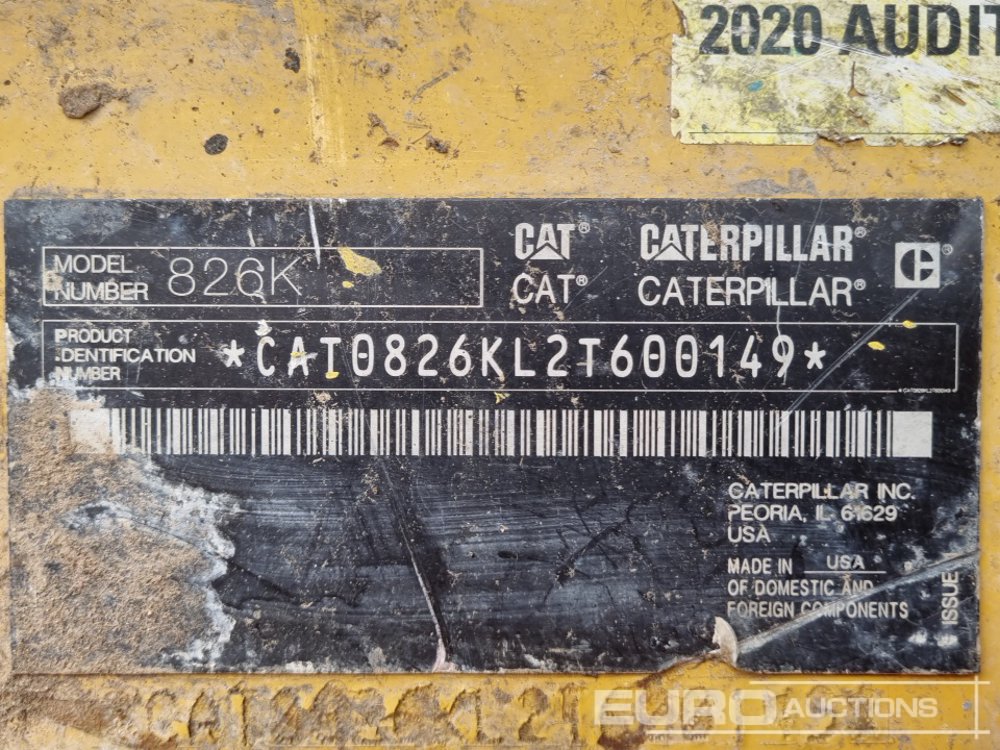 2020 AUDIT
MODEL NUMBER 826K
CAT® CATERPILLAR®
CAT® CATERPILLAR®
PRODUCT
IDENTIFICATION
NUMBER
*CAT0826KL2T600149*
CATERPILLAR INC.
PEORIA, IL 61629
USA
MADE IN USA
OF DOMESTIC AND
FOREIGN COMPONENTS
ISSUE
EURO AUCTIONS